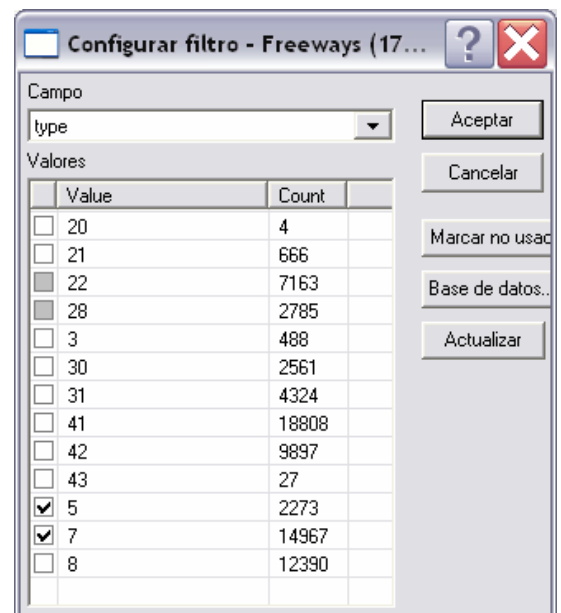 Configurar filtro - Freeways (17...
Campo
type
Aceptar
Valores
Cancelar
Value Count
20 4
21 666
Marcar no usac
22 7163
Base de datos..
28 2785
3 488
Actualizar
30 2561
31 4324
41 18808
42 9897
43 27
5 2273
7 14967
8 12390